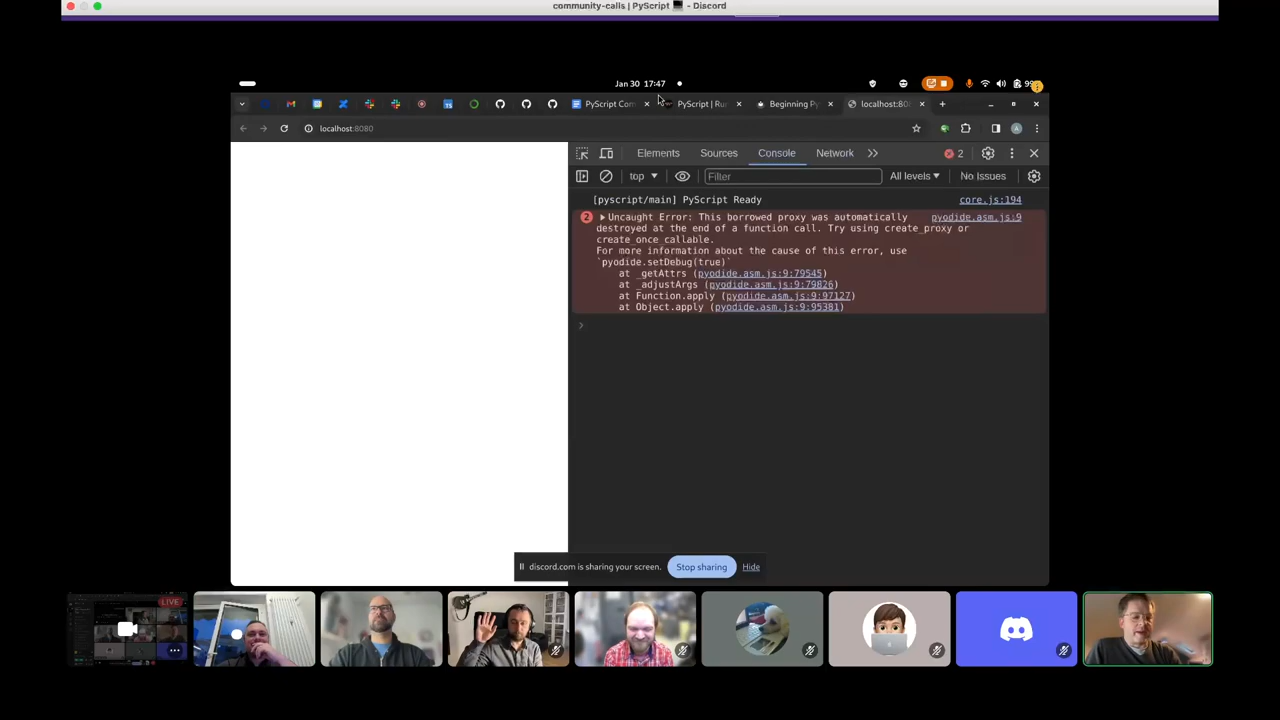 community-calls | PyScript 🖥 - Discord
Jan 30 17:47
99
PyScript Com
PyScript | Ru
Beginning Py
localhost:808
localhost:8080
Elements
Sources
Console
Network
2
top
Filter
All levels
No Issues
[pyscript/main] PyScript Ready
core.js:194
2
Uncaught Error: This borrowed proxy was automatically
pyodide.asm.js:9
destroyed at the end of a function call. Try using create_proxy or
create_once_callable.
For more information about the cause of this error, use
`pyodide.setDebug(true)`
at _getAttrs (pyodide.asm.js:9:79545)
at _adjustArgs (pyodide.asm.js:9:79826)
at Function.apply (pyodide.asm.js:9:97127)
at Object.apply (pyodide.asm.js:9:95381)
discord.com is sharing your screen.
Stop sharing
Hide
LIVE